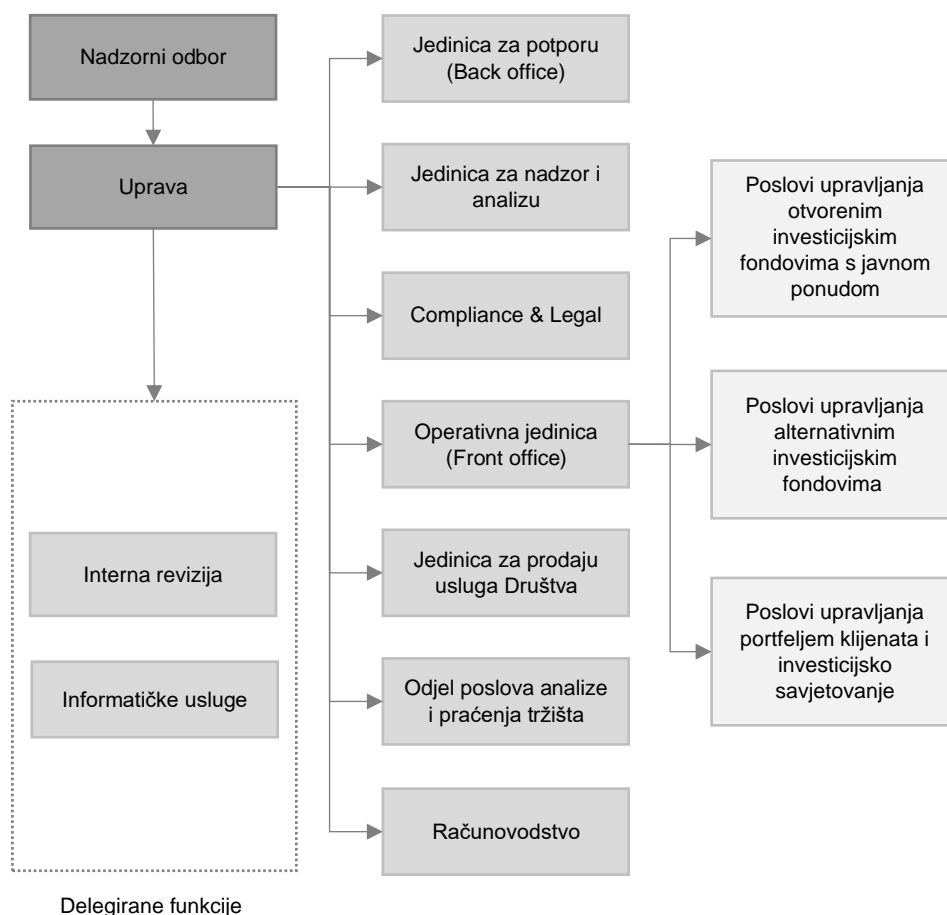 Nadzorni odbor
Uprava
Interna revizija
Informatičke usluge
Delegirane funkcije
Jedinica za potporu
(Back office)
Jedinica za nadzor i
analizu
Compliance & Legal
Operativna jedinica
(Front office)
Jedinica za prodaju
usluga Društva
Odjel poslova analize
i praćenja tržišta
Računovodstvo
Poslovi upravljanja
otvorenim
investicijskim
fondovima s javnom
ponudom
Poslovi upravljanja
alternativnim
investicijskim
fondovima
Poslovi upravljanja
portfeljem klijenata i
investicijsko
savjetovanje